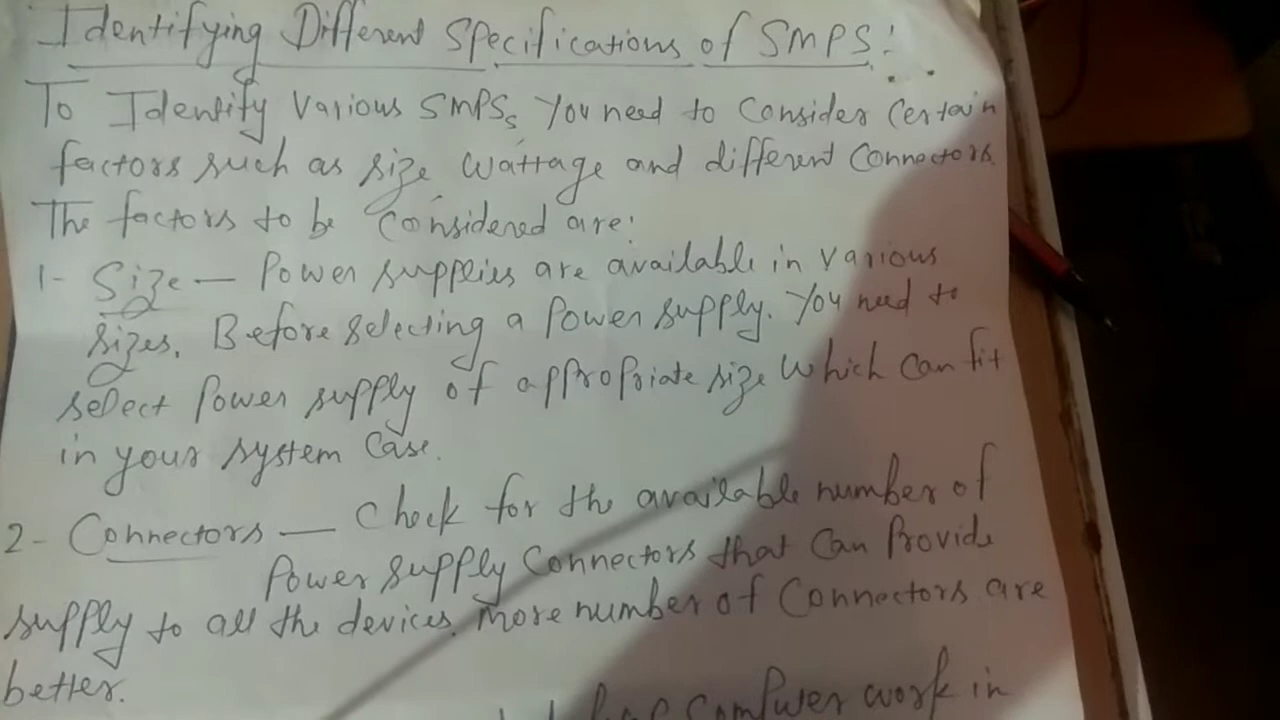 Identifying Different Specifications of SMPS:
To Identify Various SMPSs You need to Consider Certain
factors such as size wattage and different Connectors.
The factors to be Considered are:
1- Size — Power supplies are available in various
sizes. Before selecting a Power supply. You need to
select Power supply of appropriate size which can fit
in your system Case.
2- Connectors — Check for the available number of
Power supply Connectors that Can Provide
supply to all the devices. More number of Connectors are
better.
work in